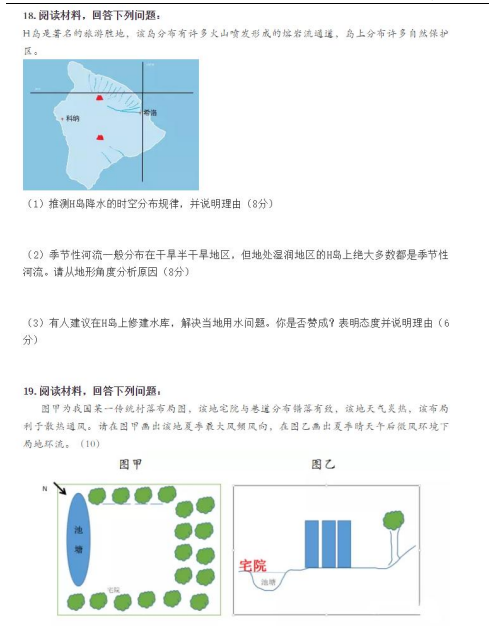 18. 阅读材料，回答下列问题：
H岛是著名的旅游胜地，该岛分布有许多火山喷发形成的熔岩流通道，岛上分布许多自然保护
区。
科纳
希洛
（1）推测H岛降水的时空分布规律，并说明理由（8分）
（2）季节性河流一般分布在干旱半干旱地区，但地处湿润地区的H岛上绝大多数都是季节性
河流。请从地形角度分析原因（8分）
（3）有人建议在H岛上修建水库，解决当地用水问题。你是否赞成？表明态度并说明理由（6
分）
19. 阅读材料，回答下列问题：
图甲为我国某一传统村落布局图，该地宅院与巷道分布错落有致，该地天气炎热，该布局
利于散热通风。请在图甲画出该地夏季最大风频风向，在图乙画出夏季晴天午后微风环境下
局地环流。（10）
图甲
图乙
N
池
塘
宅院
宅院
池塘